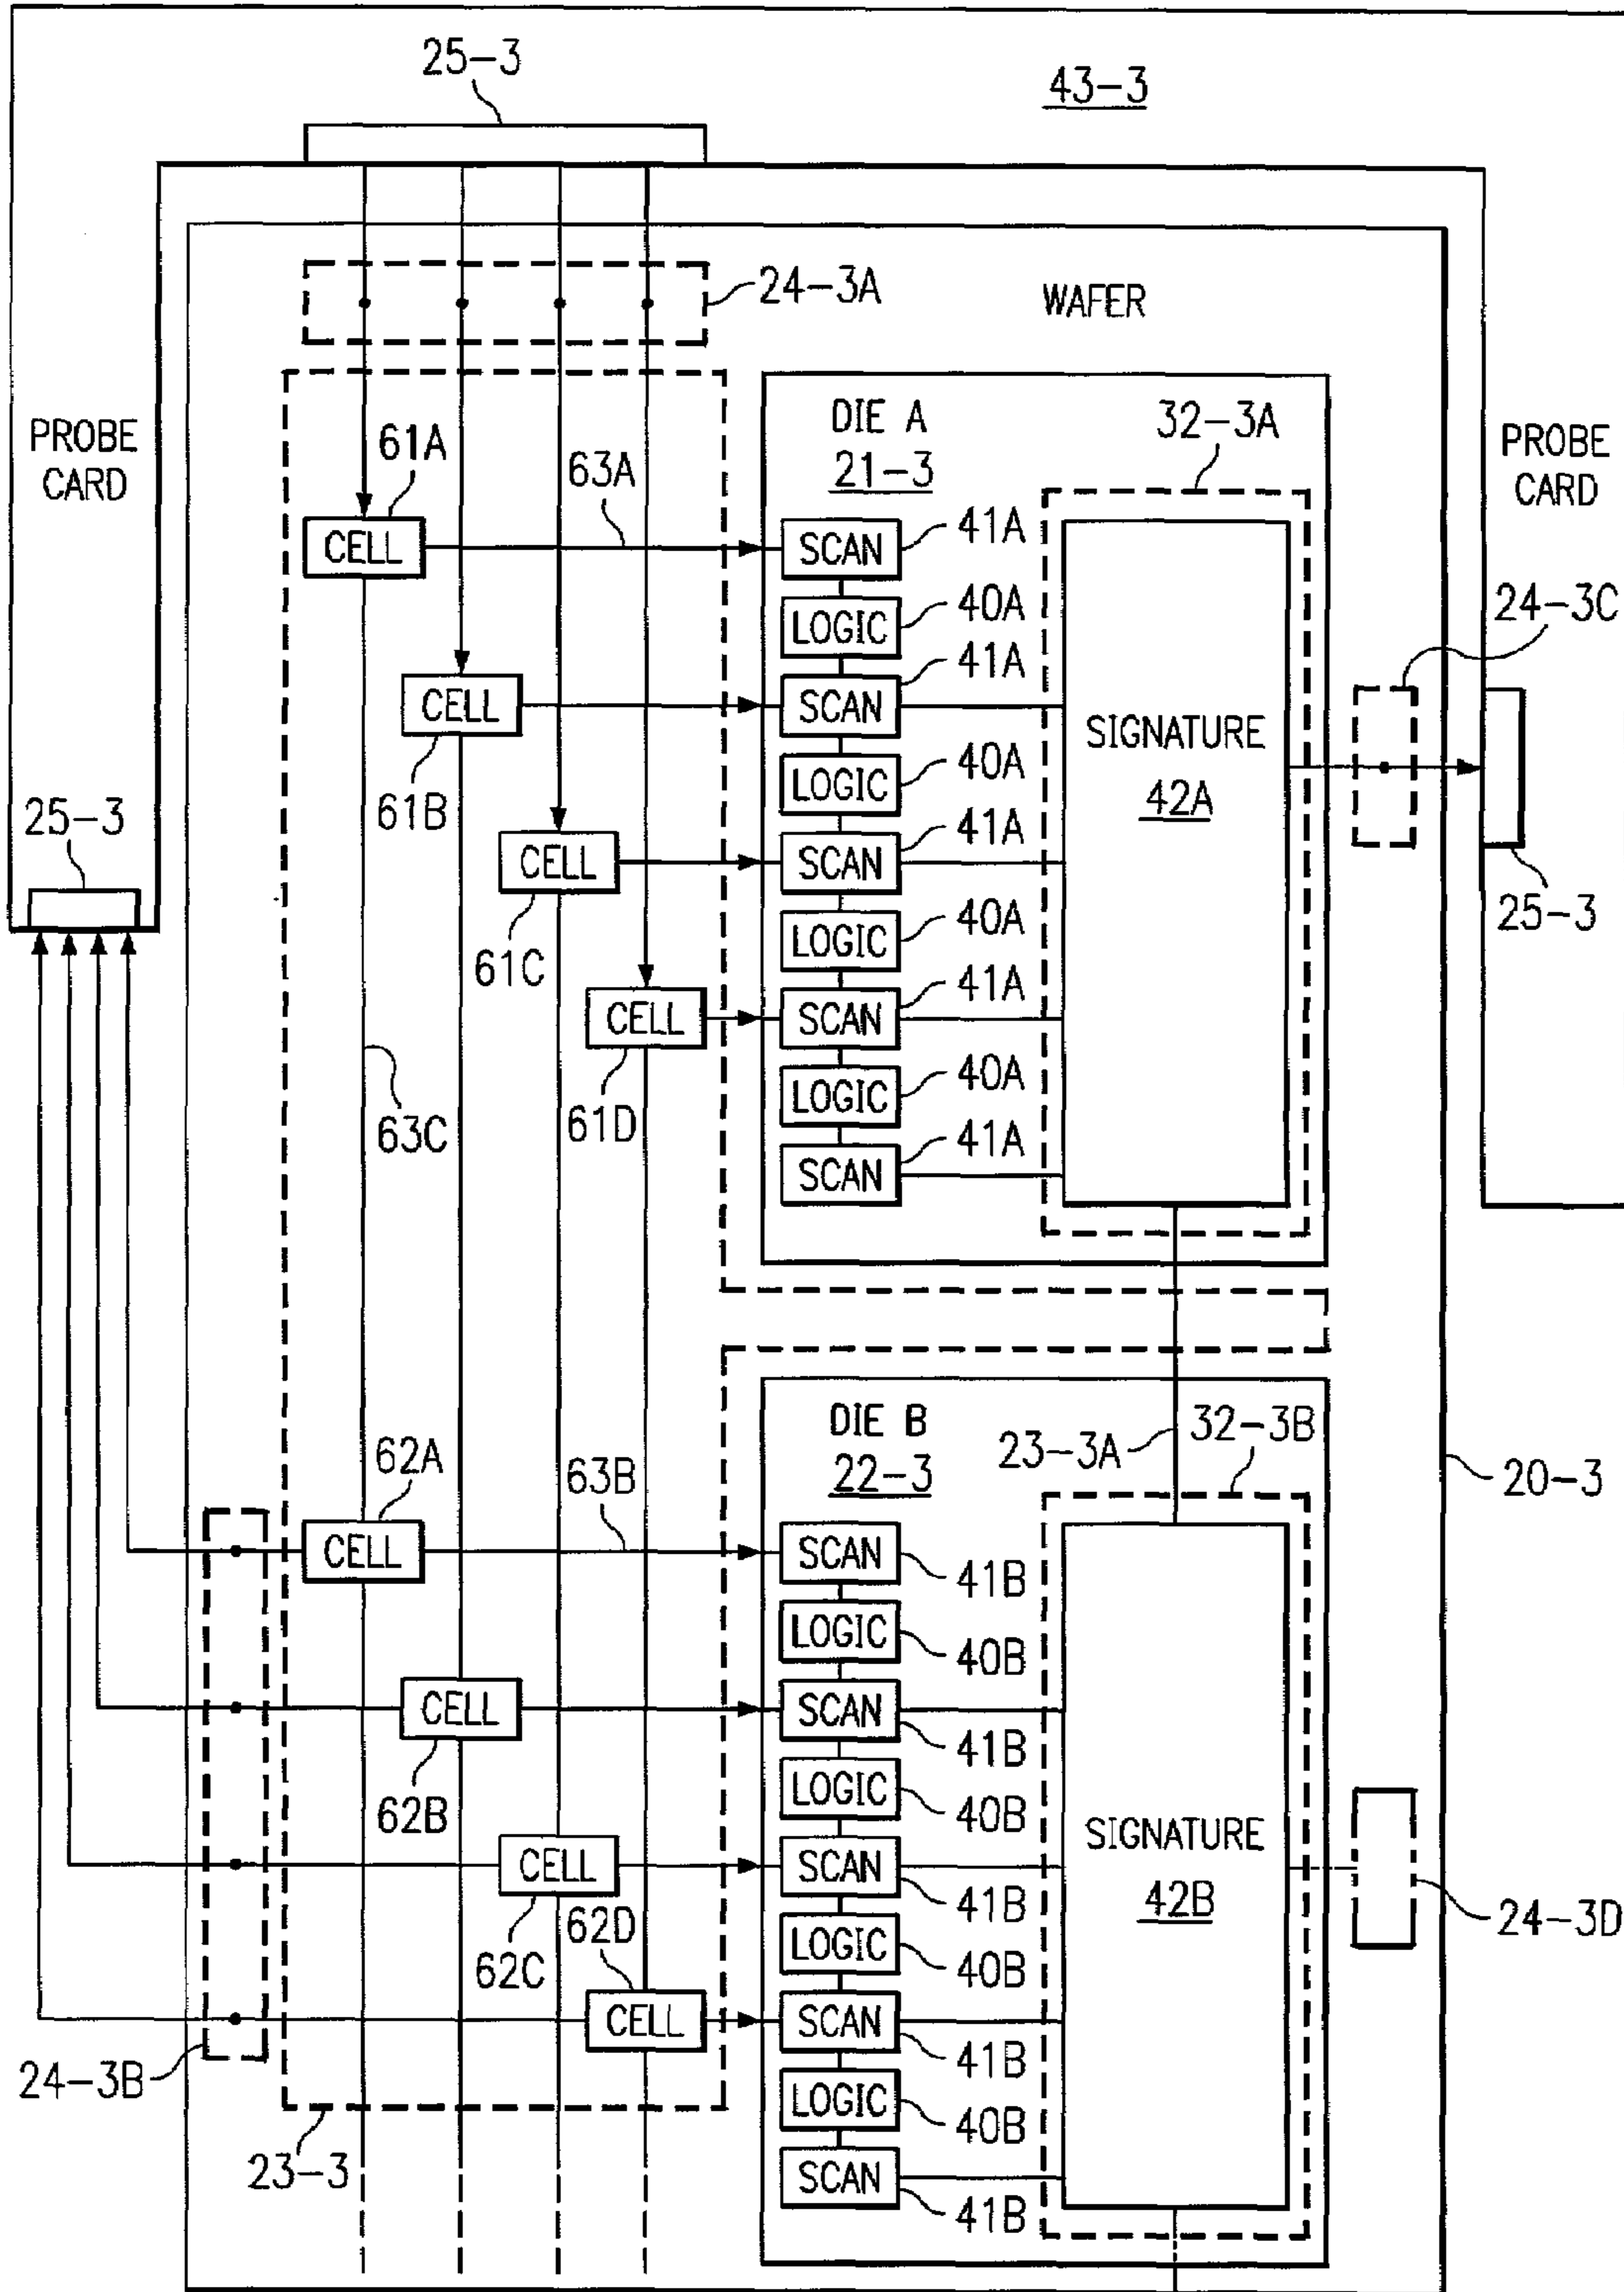 25-3
43-3
24-3A
WAFER
PROBE
CARD
61A
63A
DIE A
21-3
32-3A
PROBE
CARD
CELL
SCAN
41A
LOGIC
40A
24-3C
CELL
SCAN
41A
SIGNATURE
42A
61B
LOGIC
40A
25-3
CELL
SCAN
41A
25-3
61C
LOGIC
40A
CELL
SCAN
41A
63C
61D
LOGIC
40A
SCAN
41A
DIE B
22-3
23-3A
32-3B
62A
63B
20-3
CELL
SCAN
41B
LOGIC
40B
CELL
SCAN
41B
62B
LOGIC
40B
SIGNATURE
42B
CELL
SCAN
41B
24-3D
62C
62D
LOGIC
40B
CELL
SCAN
41B
24-3B
LOGIC
40B
23-3
SCAN
41B